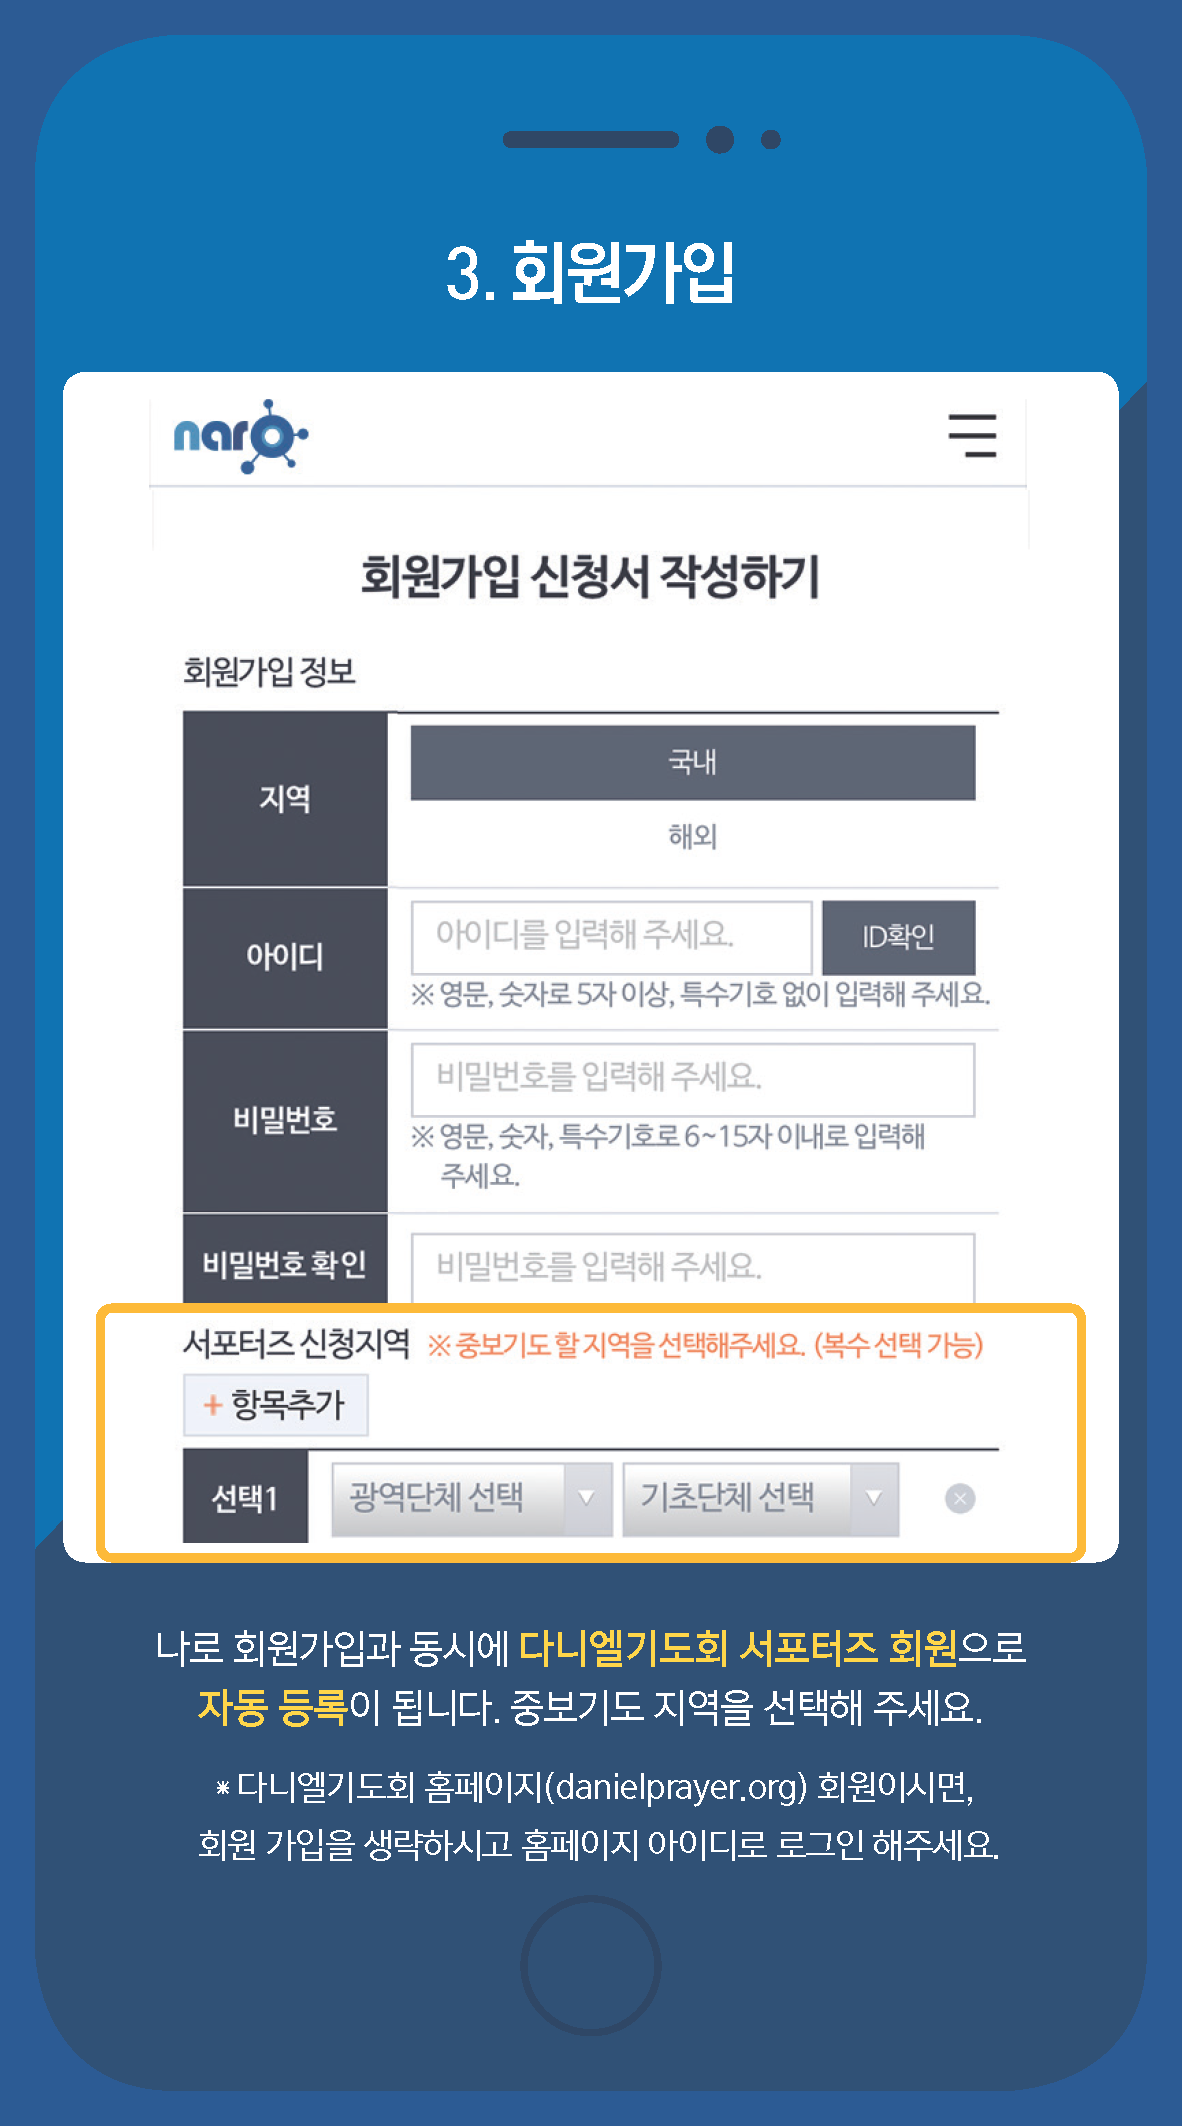 3. 회원가입
naro
회원가입 신청서 작성하기
회원가입 정보
지역
국내
해외
아이디
아이디를 입력해 주세요.
ID확인
※ 영문, 숫자로 5자 이상, 특수기호 없이 입력해 주세요.
비밀번호
비밀번호를 입력해 주세요.
※ 영문, 숫자, 특수기호로 6~15자 이내로 입력해
주세요.
비밀번호 확인
비밀번호를 입력해 주세요.
서포터즈 신청지역 ※ 중보기도 할 지역을 선택해주세요. (복수 선택 가능)
+ 항목추가
선택1
광역단체 선택
기초단체 선택
나로 회원가입과 동시에 다니엘기도회 서포터즈 회원으로
자동 등록이 됩니다. 중보기도 지역을 선택해 주세요.
※ 다니엘기도회 홈페이지(danielprayer.org) 회원이시면,
회원 가입을 생략하시고 홈페이지 아이디로 로그인 해주세요.